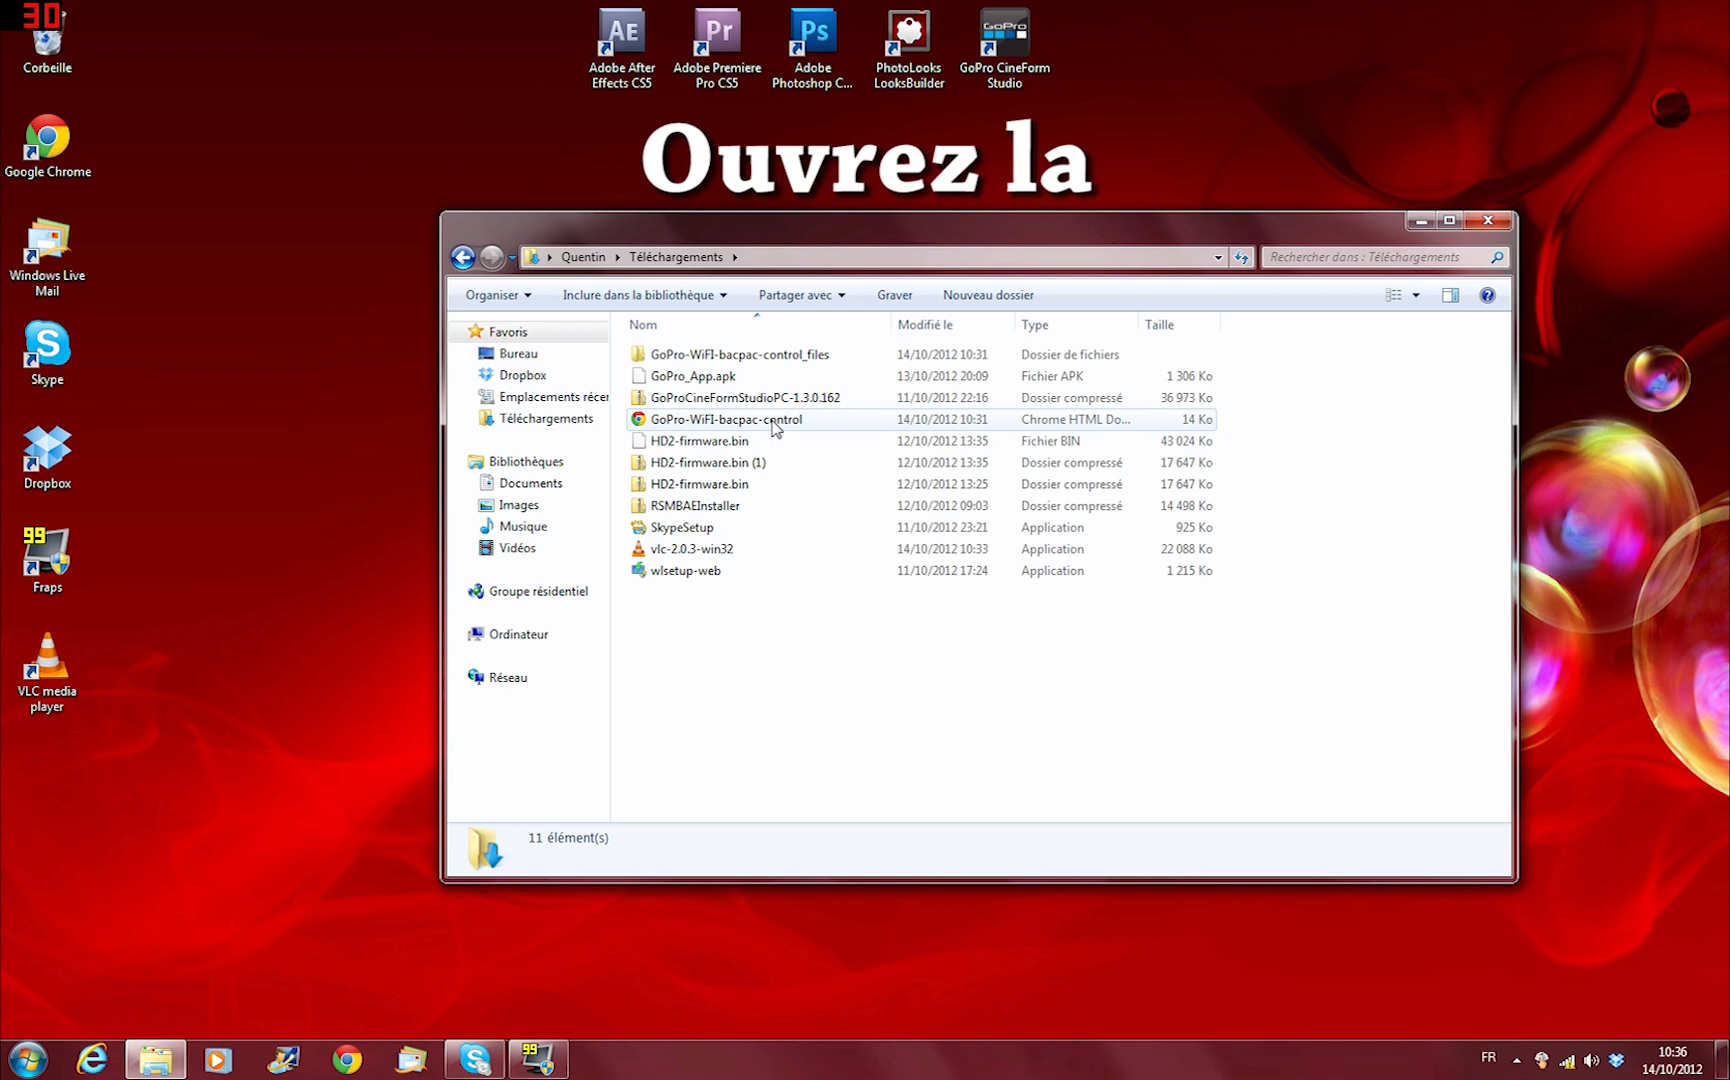 30
Corbeille
Adobe After
Effects CS5
Adobe Premiere
Pro CS5
Adobe
Photoshop C...
PhotoLooks
LooksBuilder
GoPro CineForm
Studio
AE
Pr
Ps
GoPro
Google Chrome
Windows Live
Mail
Skype
Dropbox
99
Fraps
VLC media
player
Ouvrez la
Quentin
Téléchargements
Rechercher dans : Téléchargements
Organiser
Inclure dans la bibliothèque
Partager avec
Graver
Nouveau dossier
Favoris
Bureau
Dropbox
Emplacements récer
Téléchargements
Bibliothèques
Documents
Images
Musique
Vidéos
Groupe résidentiel
Ordinateur
Réseau
Nom Modifié le Type Taille
GoPro-WiFI-bacpac-control_files 14/10/2012 10:31 Dossier de fichiers
GoPro_App.apk 13/10/2012 20:09 Fichier APK 1 306 Ko
GoProCineFormStudioPC-1.3.0.162 11/10/2012 22:16 Dossier compressé 36 973 Ko
GoPro-WiFI-bacpac-control 14/10/2012 10:31 Chrome HTML Do... 14 Ko
HD2-firmware.bin 12/10/2012 13:35 Fichier BIN 43 024 Ko
HD2-firmware.bin (1) 12/10/2012 13:35 Dossier compressé 17 647 Ko
HD2-firmware.bin 12/10/2012 13:25 Dossier compressé 17 647 Ko
RSMBAEInstaller 12/10/2012 09:03 Dossier compressé 14 498 Ko
SkypeSetup 11/10/2012 23:21 Application 925 Ko
vlc-2.0.3-win32 14/10/2012 10:33 Application 22 088 Ko
wlsetup-web 11/10/2012 17:24 Application 1 215 Ko
11 élément(s)
99
FR
10:36
14/10/2012